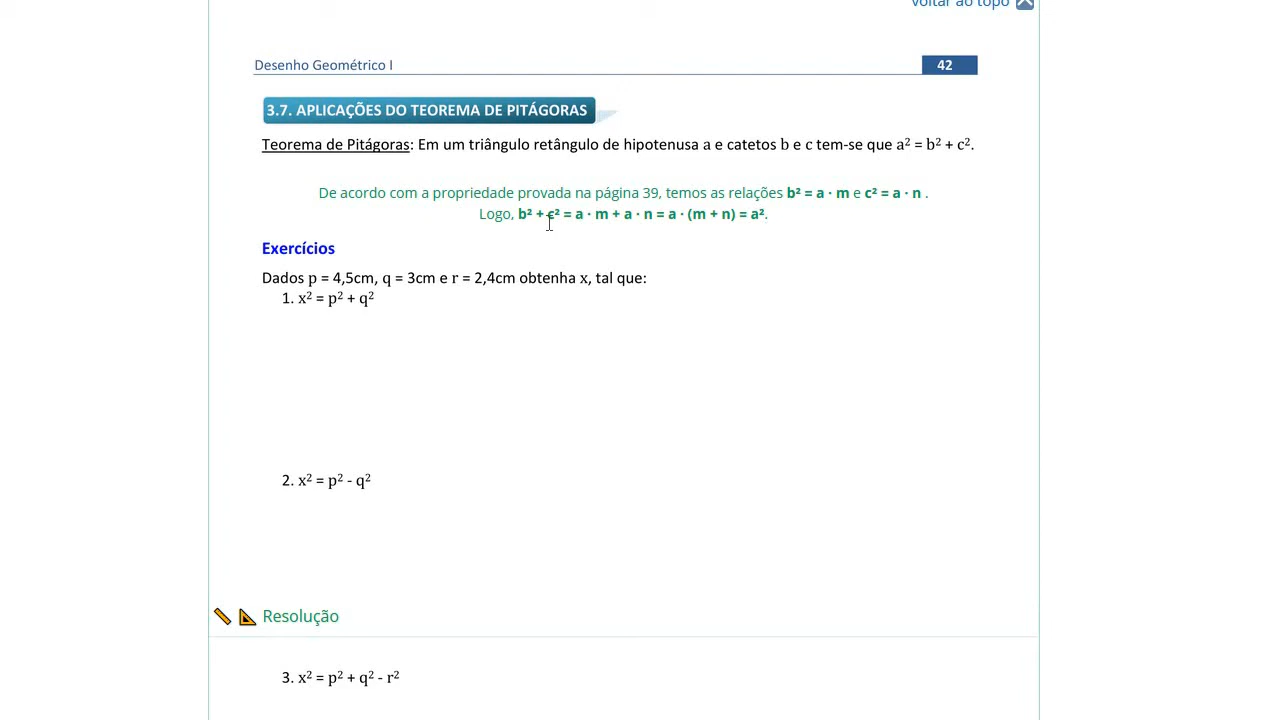 Voltar ao topo
Desenho Geométrico I 42
3.7. APLICAÇÕES DO TEOREMA DE PITÁGORAS
Teorema de Pitágoras: Em um triângulo retângulo de hipotenusa a e catetos b e c tem-se que a² = b² + c².
De acordo com a propriedade provada na página 39, temos as relações b² = a · m e c² = a · n .
Logo, b² + c² = a · m + a · n = a · (m + n) = a².
Exercícios
Dados p = 4,5cm, q = 3cm e r = 2,4cm obtenha x, tal que:
1. x² = p² + q²
2. x² = p² - q²
Resolução
3. x² = p² + q² - r²